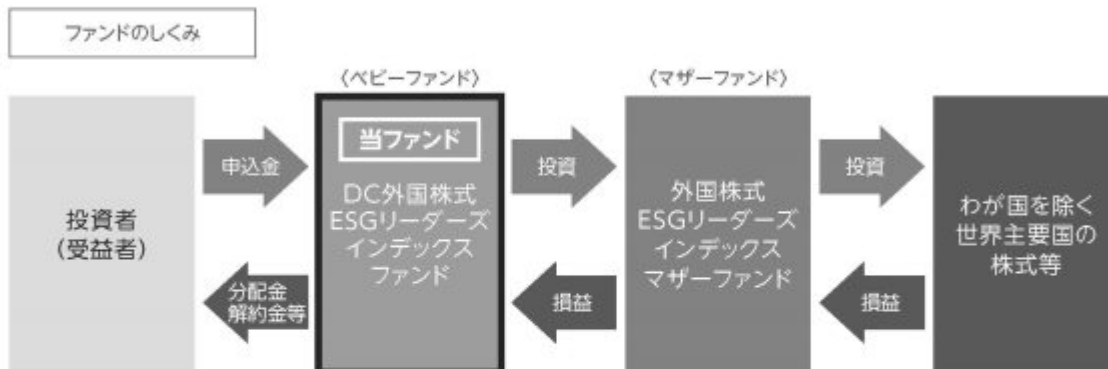 ファンドのしくみ
〈ベビーファンド〉
〈マザーファンド〉
投資者
(受益者)
申込金
分配金
解約金等
当ファンド
DC外国株式
ESGリーダーズ
インデックス
ファンド
投資
損益
外国株式
ESGリーダーズ
インデックス
マザーファンド
投資
損益
わが国を除く
世界主要国の
株式等